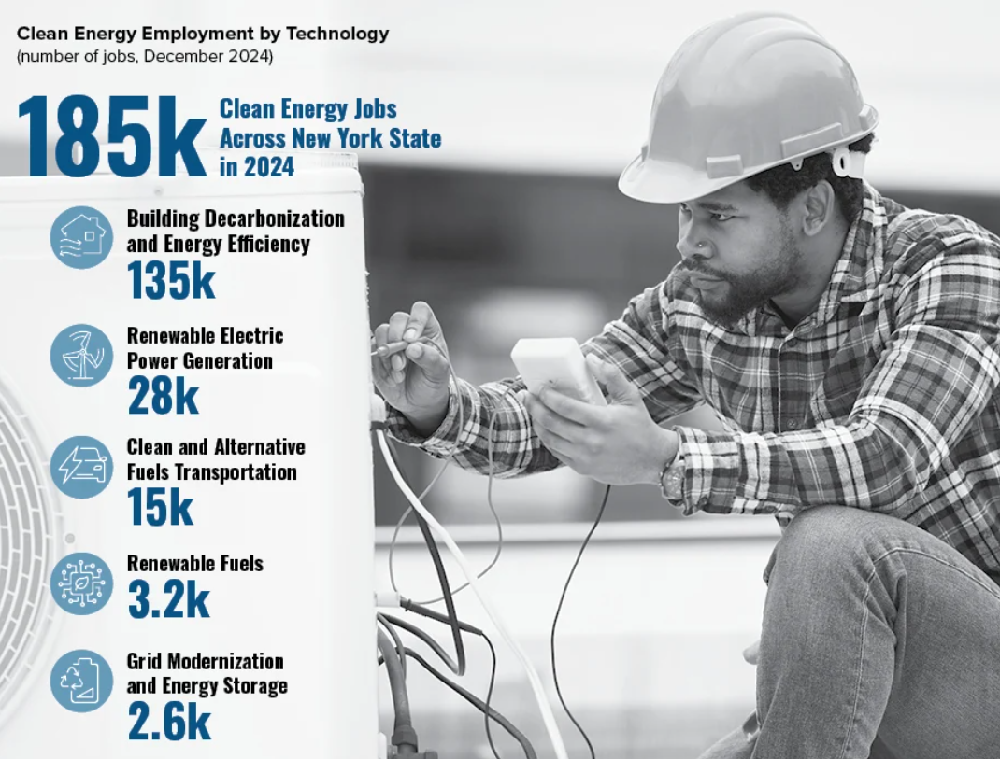 Clean Energy Employment by Technology
(number of jobs, December 2024)
185k
Clean Energy Jobs
Across New York State
in 2024
Building Decarbonization
and Energy Efficiency
135k
Renewable Electric
Power Generation
28k
Clean and Alternative
Fuels Transportation
15k
Renewable Fuels
3.2k
Grid Modernization
and Energy Storage
2.6k